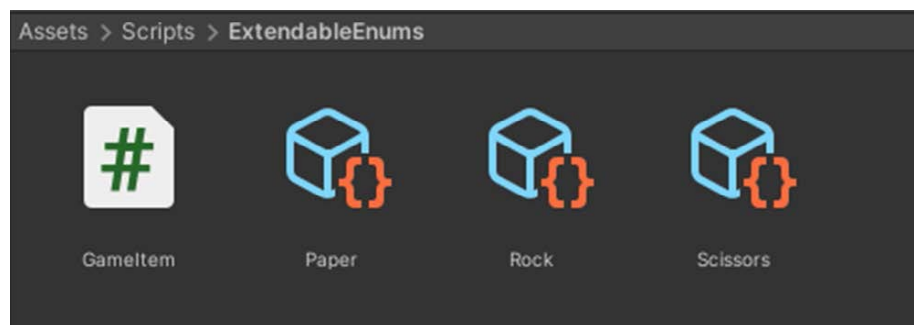 Assets > Scripts > ExtendableEnums
#
{} {} {}
GameItem Paper Rock Scissors